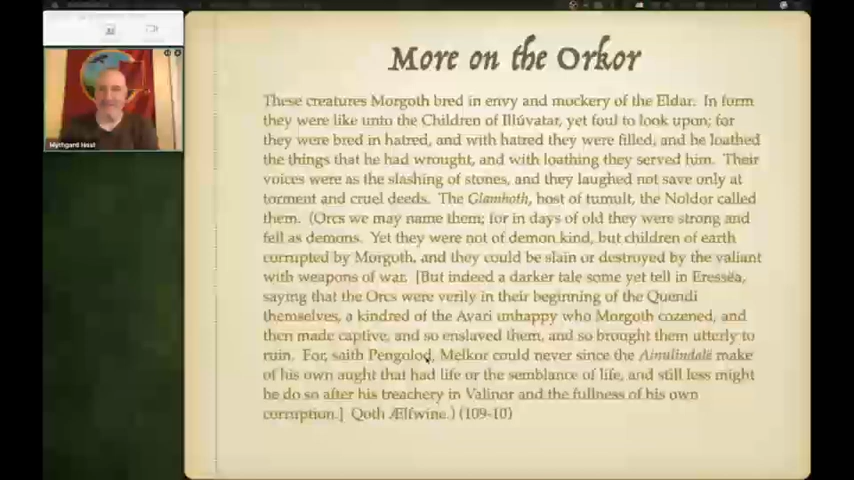 More on the Orkor
These creatures Morgoth bred in envy and mockery of the Eldar. In form
they were like unto the Children of Illúvatar, yet foul to look upon; for
they were bred in hatred, and with hatred they were filled, and he loathed
the things that he had wrought, and with loathing they served him. Their
voices were as the slashing of stones, and they laughed not save only at
torment and cruel deeds. The Glamhoth, host of tumult, the Noldor called
them. (Orcs we may name them; for in days of old they were strong and
fell as demons. Yet they were not of demon kind, but children of earth
corrupted by Morgoth, and they could be slain or destroyed by the valiant
with weapons of war. [But indeed a darker tale some yet tell in Eressëa,
saying that the Orcs were verily in their beginning of the Quendi
themselves, a kindred of the Avari unhappy who Morgoth cozened, and
then made captive, and so enslaved them, and so brought them utterly to
ruin. For, saith Pengolod, Melkor could never since the Ainulindalë make
of his own aught that had life or the semblance of life, and still less might
he do so after his treachery in Valinor and the fullness of his own
corruption.] Qoth Ælfwine.) (109-10)
Mythgard Inst